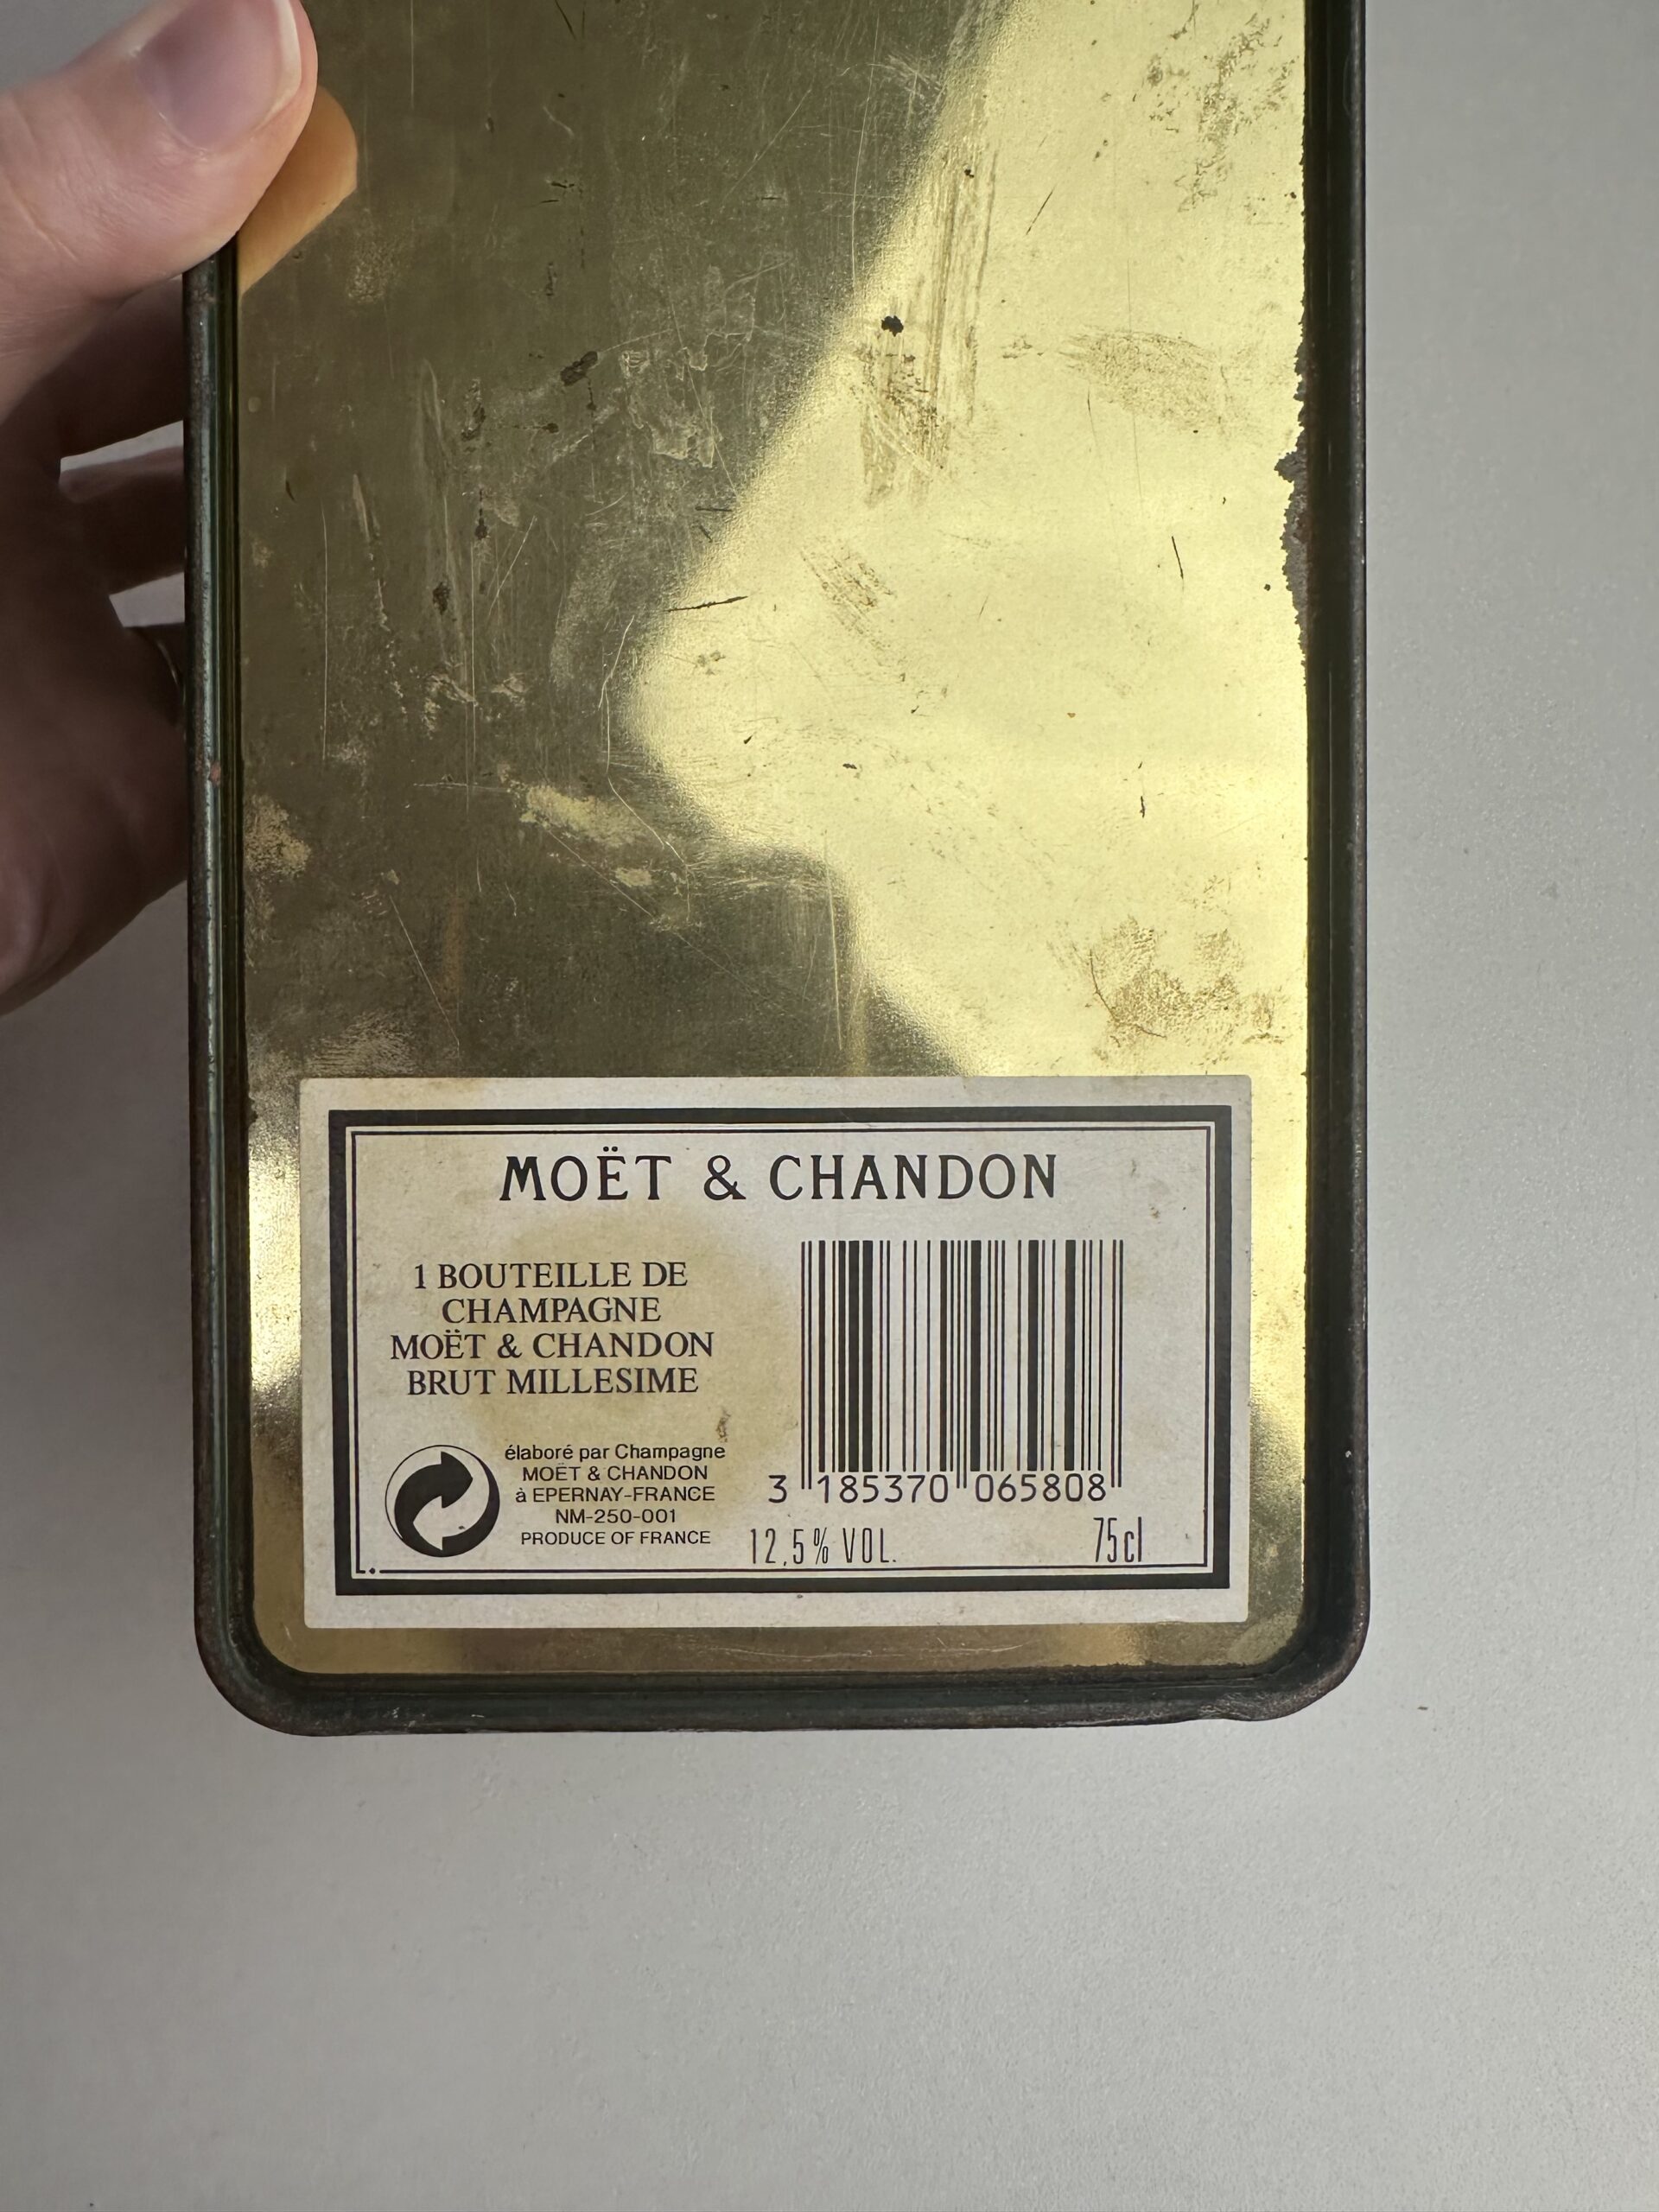 MOËT & CHANDON
1 BOUTEILLE DE
CHAMPAGNE
MOËT & CHANDON
BRUT MILLESIME
élaboré par Champagne
MOËT & CHANDON
à EPERNAY-FRANCE
NM-250-001
PRODUCE OF FRANCE
3 185370 065808
12,5% VOL.
75cl